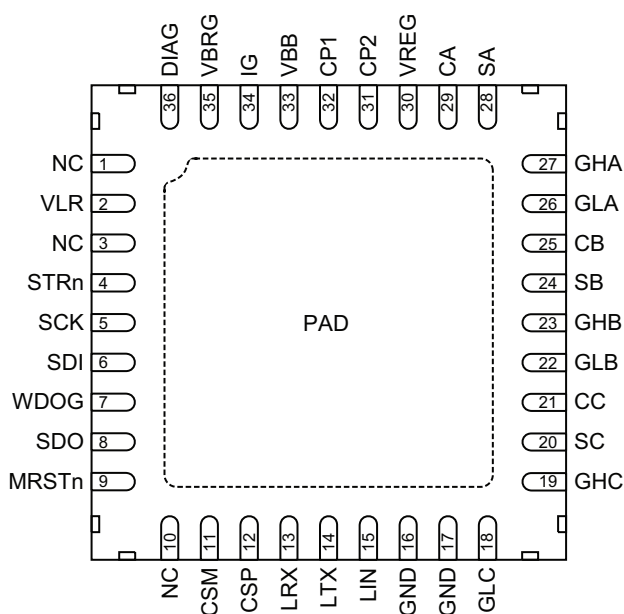 DIAG
VBRG
IG
VBB
CP1
CP2
VREG
CA
SA
36
35
34
33
32
31
30
29
28
NC 1
VLR 2
NC 3
STRn 4
SCK 5
SDI 6
WDOG 7
SDO 8
MRSTn 9
PAD
27 GHA
26 GLA
25 CB
24 SB
23 GHB
22 GLB
21 CC
20 SC
19 GHC
10
11
12
13
14
15
16
17
18
NC
CSM
CSP
LRX
LTX
LIN
GND
GND
GLC